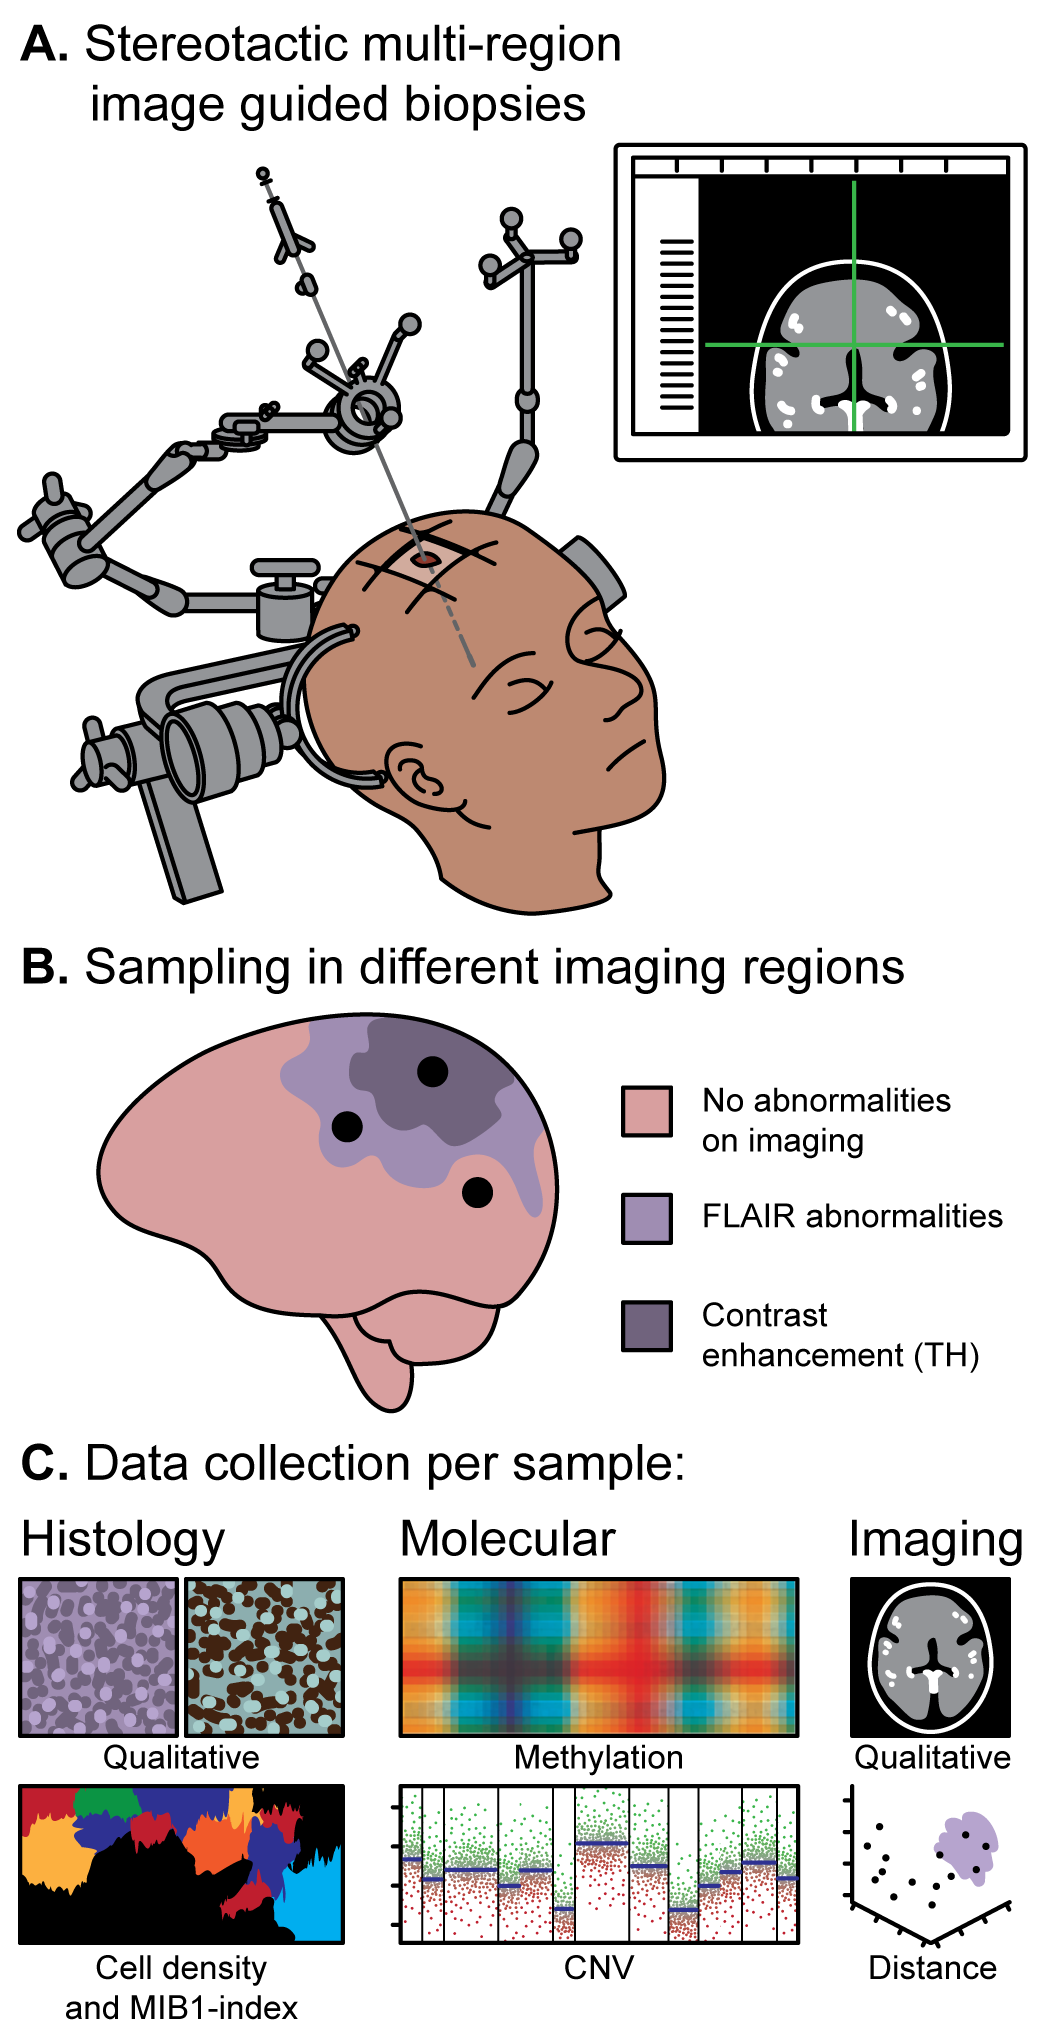 A. Stereotactic multi-region
image guided biopsies
B. Sampling in different imaging regions
No abnormalities
on imaging
FLAIR abnormalities
Contrast
enhancement (TH)
C. Data collection per sample:
Histology
Molecular
Imaging
Qualitative
Methylation
Qualitative
Cell density
and MIB1-index
CNV
Distance